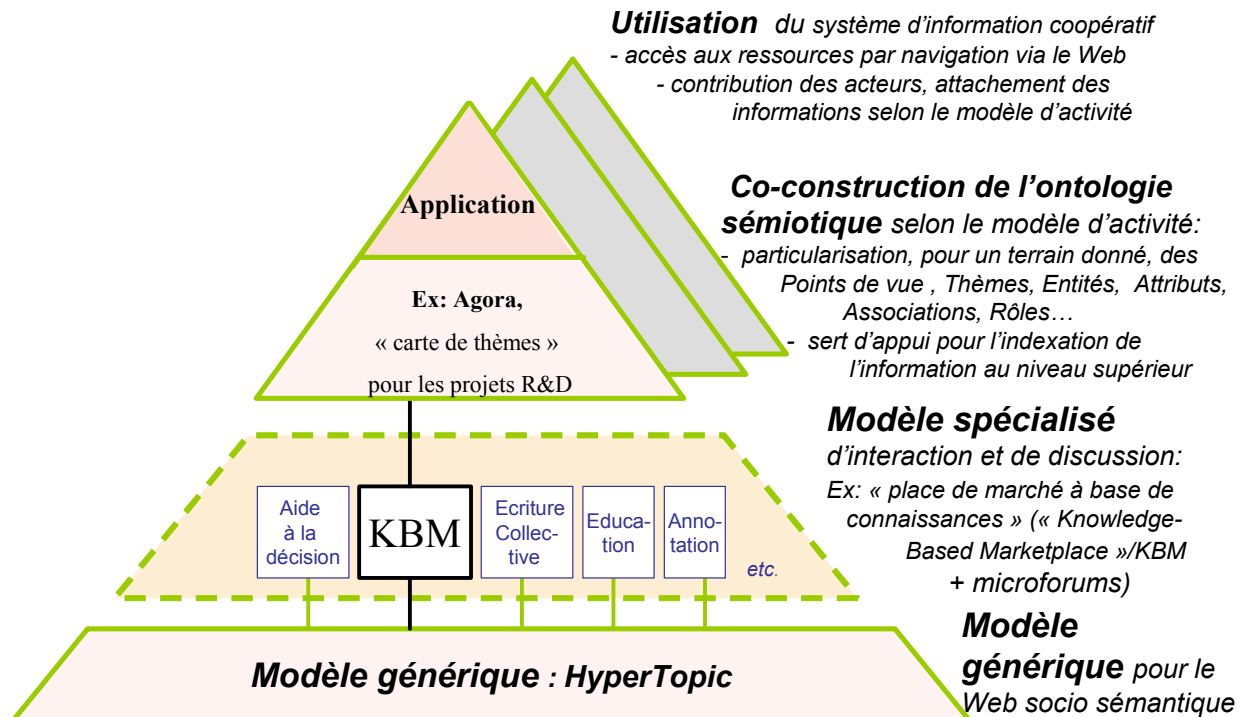 Utilisation du système d'information coopératif
- accès aux ressources par navigation via le Web
- contribution des acteurs, attachement des
informations selon le modèle d'activité
Application
Co-construction de l'ontologie
sémiotique selon le modèle d'activité:
- particularisation, pour un terrain donné, des
Points de vue , Thèmes, Entités, Attributs,
Associations, Rôles…
- sert d'appui pour l'indexation de
l'information au niveau supérieur
Ex: Agora,
« carte de thèmes »
pour les projets R&D
Modèle spécialisé
d'interaction et de discussion:
Ex: « place de marché à base de
connaissances » (« Knowledge-
Based Marketplace »/KBM
+ microforums)
Aide
à la
décision
KBM
Ecriture
Collec-
tive
Educa-
tion
Anno-
tation
etc.
Modèle
générique pour le
Web socio sémantique
Modèle générique : HyperTopic